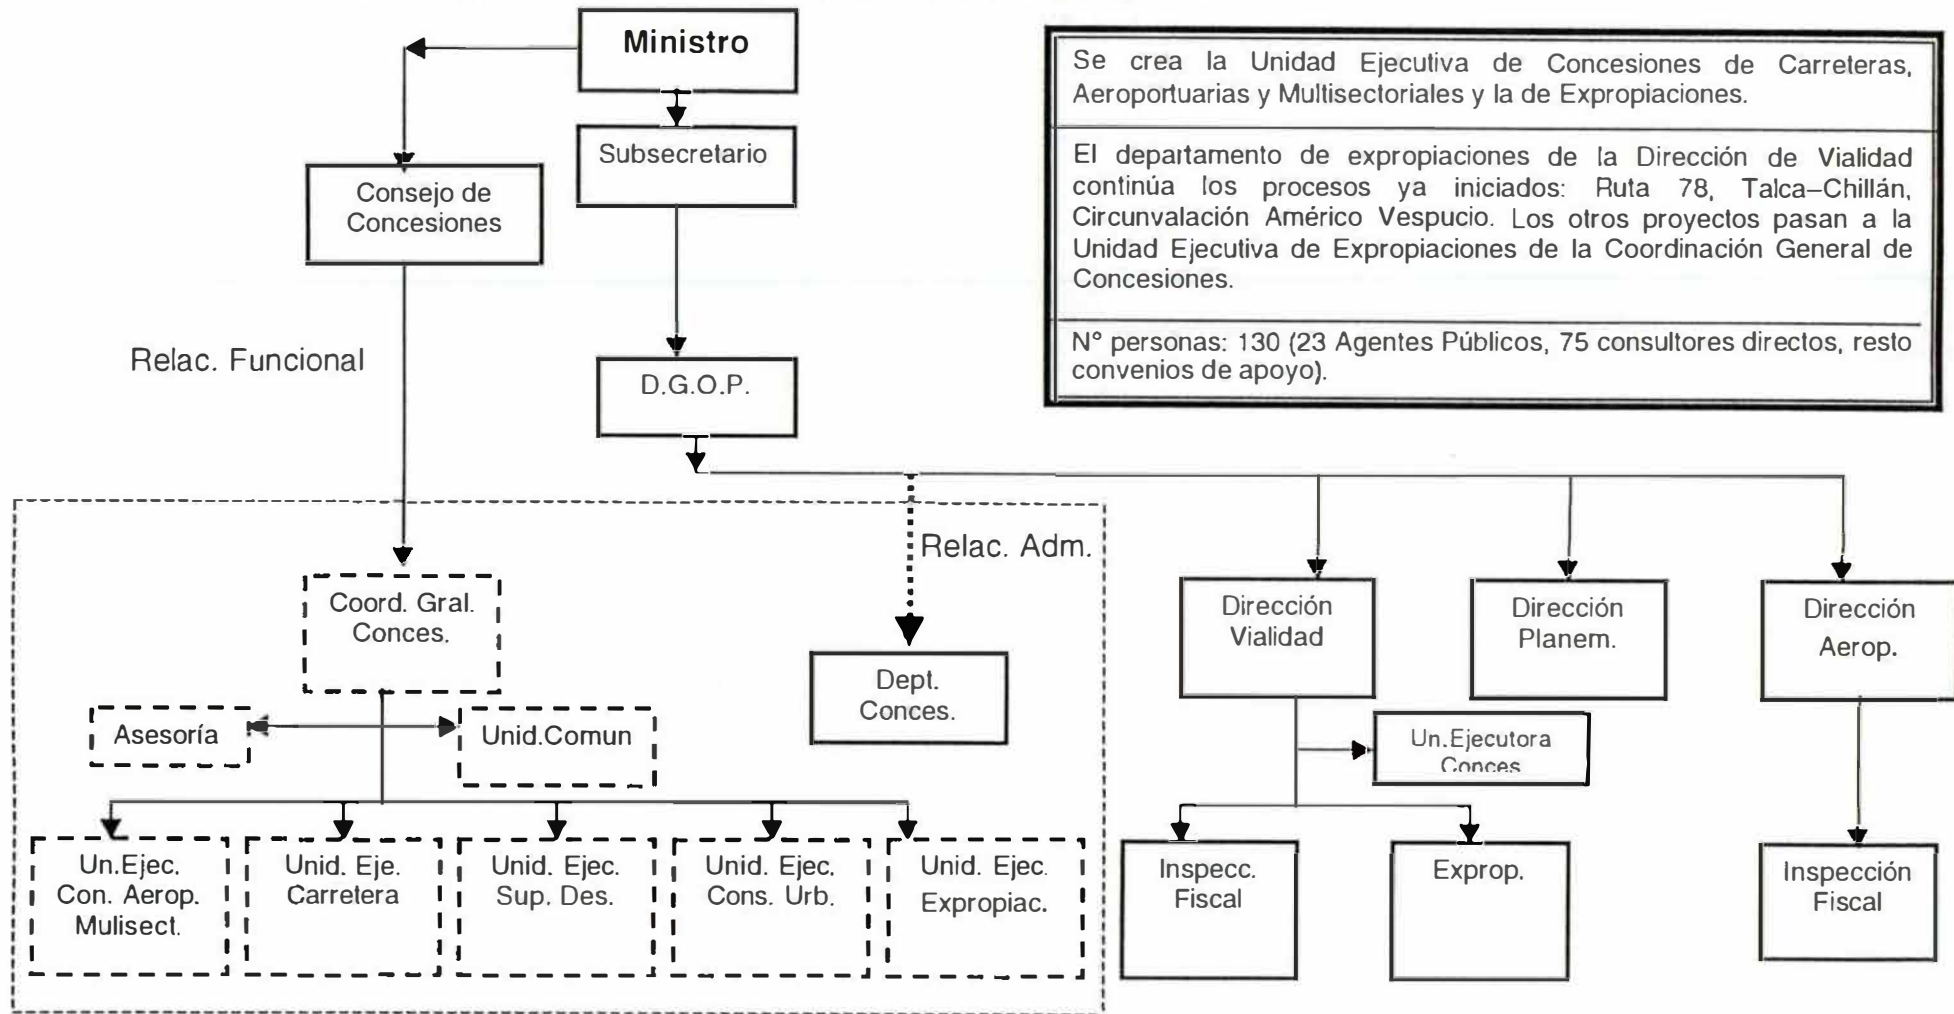 Ministro
Se crea la Unidad Ejecutiva de Concesiones de Carreteras,
Aeroportuarias y Multisectoriales y la de Expropiaciones.
El departamento de expropiaciones de la Dirección de Vialidad
continúa los procesos ya iniciados: Ruta 78, Talca–Chillán,
Circunvalación Américo Vespucio. Los otros proyectos pasan a la
Unidad Ejecutiva de Expropiaciones de la Coordinación General de
Concesiones.
N° personas: 130 (23 Agentes Públicos, 75 consultores directos, resto
convenios de apoyo).
Subsecretario
Consejo de
Concesiones
Relac. Funcional
D.G.O.P.
Relac. Adm.
Coord. Gral.
Conces.
Dept.
Conces.
Dirección
Vialidad
Dirección
Planem.
Dirección
Aerop.
Asesoría
Unid.Comun
Un.Ejecutora
Conces
Un.Ejec.
Con. Aerop.
Mulisect.
Unid. Eje.
Carretera
Unid. Ejec.
Sup. Des.
Unid. Ejec.
Cons. Urb.
Unid. Ejec.
Expropiac.
Inspecc.
Fiscal
Exprop.
Inspección
Fiscal